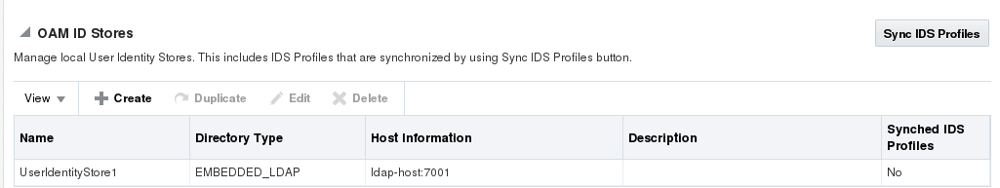 OAM ID Stores
Sync IDS Profiles
Manage local User Identity Stores. This includes IDS Profiles that are synchronized by using Sync IDS Profiles button.
View Create Duplicate Edit Delete
Name Directory Type Host Information Description Synched IDS Profiles
UserIdentityStore1 EMBEDDED_LDAP ldap-host:7001 No